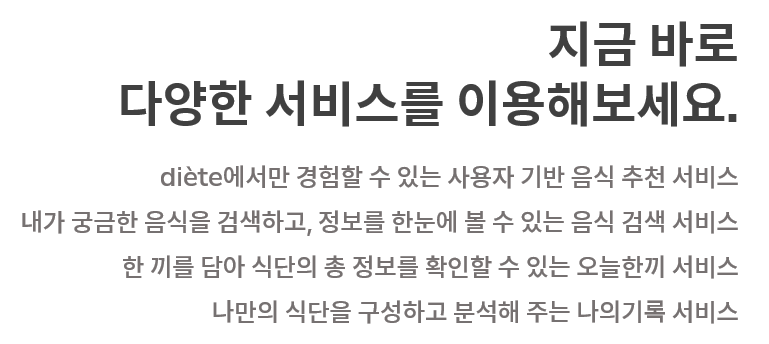 지금 바로
다양한 서비스를 이용해보세요.
diète에서만 경험할 수 있는 사용자 기반 음식 추천 서비스
내가 궁금한 음식을 검색하고, 정보를 한눈에 볼 수 있는 음식 검색 서비스
한 끼를 담아 식단의 총 정보를 확인할 수 있는 오늘한끼 서비스
나만의 식단을 구성하고 분석해 주는 나의기록 서비스